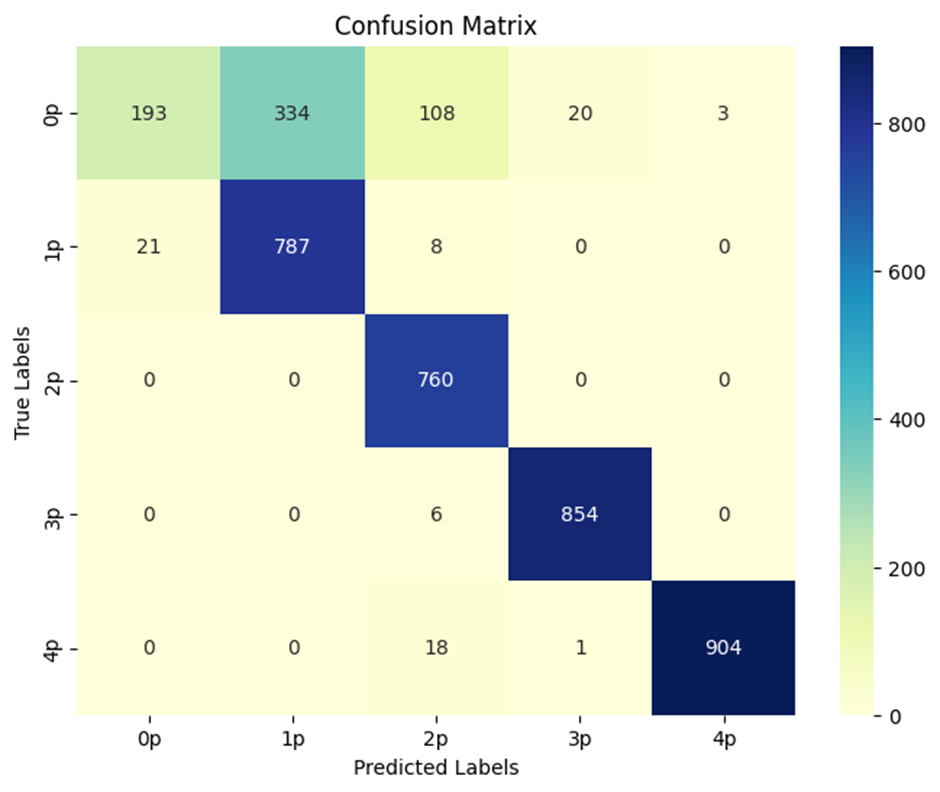 Confusion Matrix
True Labels
0p 193 334 108 20 3
1p 21 787 8 0 0
2p 0 0 760 0 0
3p 0 0 6 854 0
4p 0 0 18 1 904
0p 1p 2p 3p 4p
Predicted Labels
800
600
400
200
0